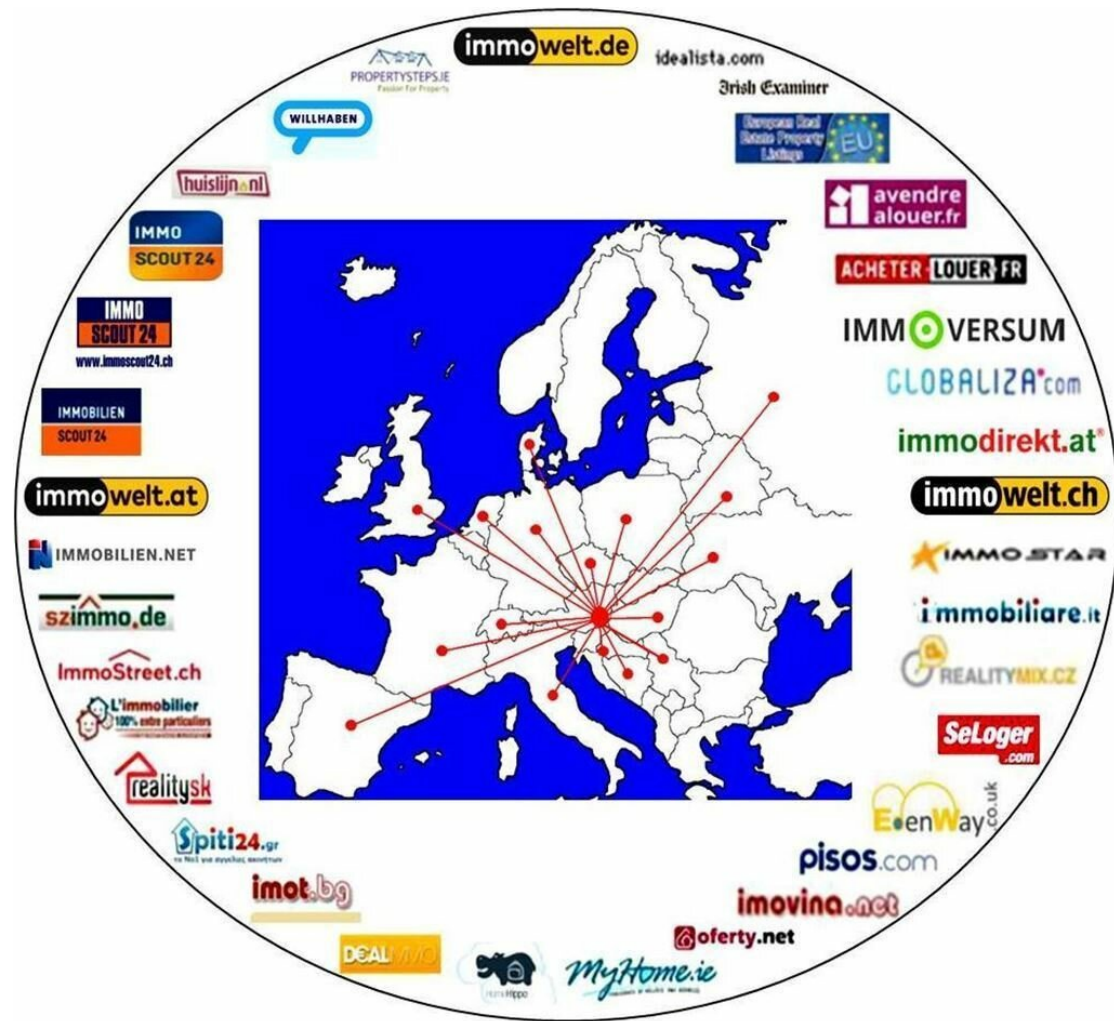 immowelt.de
idealista.com
PROPERTYSTEPS.IE
Passion For Property
Irish Examiner
WILLHABEN
European Real
Estate Property
Listings
EU
huislijn.nl
avendre
alouer.fr
IMMO
SCOUT 24
ACHETER-LOUER.FR
IMMO
SCOUT 24
www.immoscout24.ch
IMMOVERSUM
GLOBALIZA.com
IMMOBILIEN
SCOUT 24
immodirekt.at®
immowelt.at
immowelt.ch
IMMOBILIEN.NET
IMMO STAR
szimmo.de
immobiliare.it
ImmoStreet.ch
REALITYMIX.CZ
L'immobilier
100% entre particuliers
SeLoger
.com
realitysk
EdenWay.co.uk
Spiti24.gr
pisos.com
imot.bg
imovina.net
oferty.net
D€ALIMMO
HomeHippo
MyHome.ie